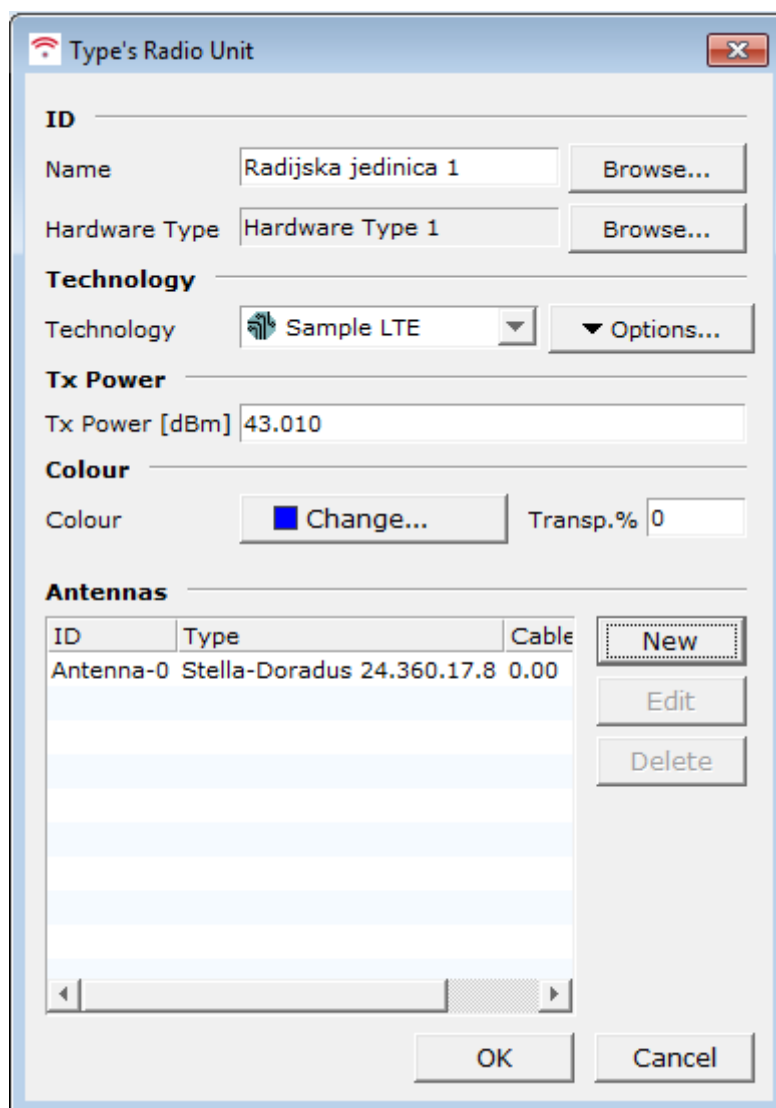 Type's Radio Unit
ID
Name Radijska jedinica 1 Browse...
Hardware Type Hardware Type 1 Browse...
Technology
Technology Sample LTE Options...
Tx Power
Tx Power [dBm] 43.010
Colour
Colour Change... Transp.% 0
Antennas
ID Type Cable New
Antenna-0 Stella-Doradus 24.360.17.8 0.00
Edit
Delete
OK Cancel